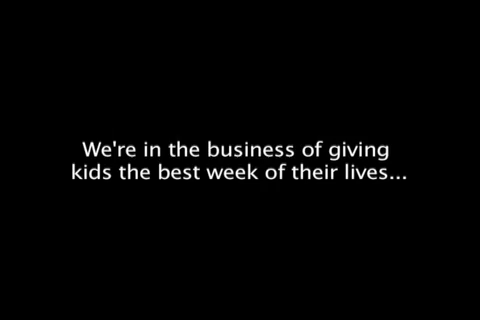 We're in the business of giving
kids the best week of their lives...